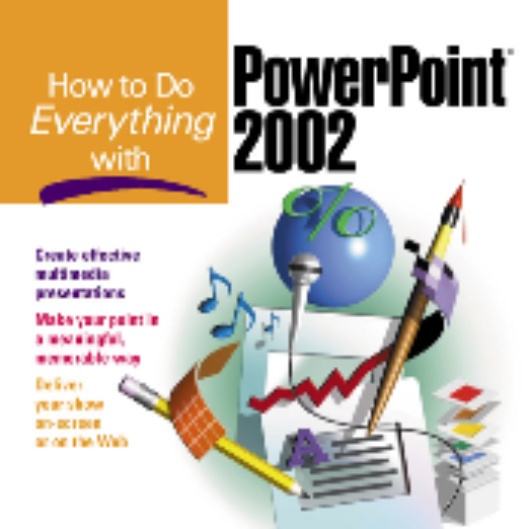 How to Do
Everything
with
PowerPoint
2002
Create effective
multimedia
presentations
Make your point in
a meaningful,
memorable way
Deliver
your show
on-screen
or on the Web
%
A